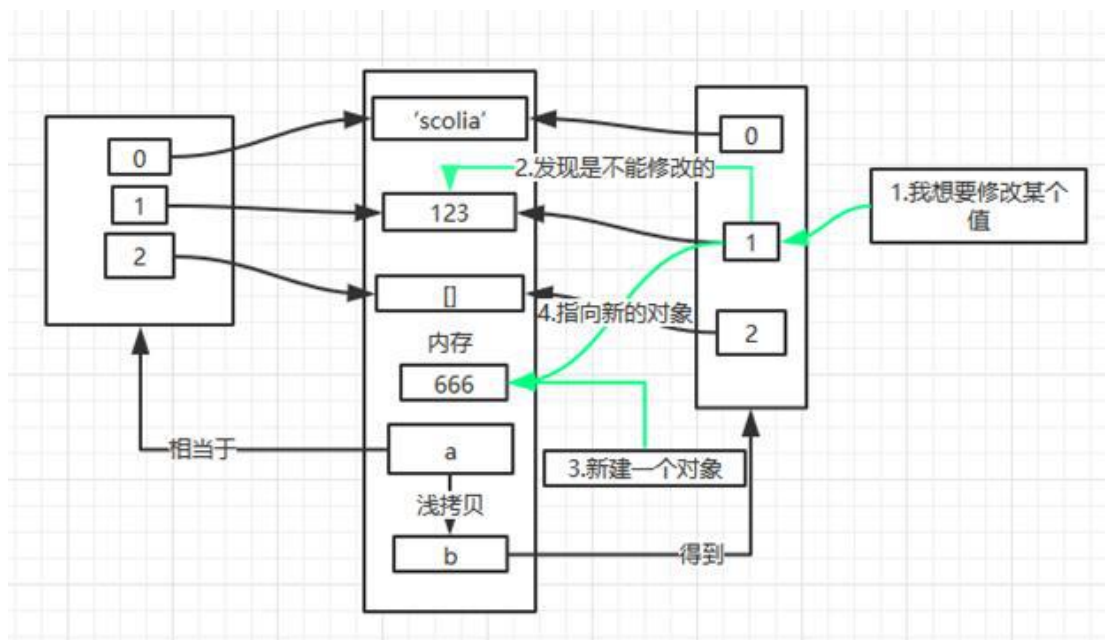 0
1
2
'scolia'
123
[]
内存
666
a
浅拷贝
b
相当于
2.发现是不能修改的
0
1
4.指向新的对象
2
3.新建一个对象
得到
1.我想要修改某个
值